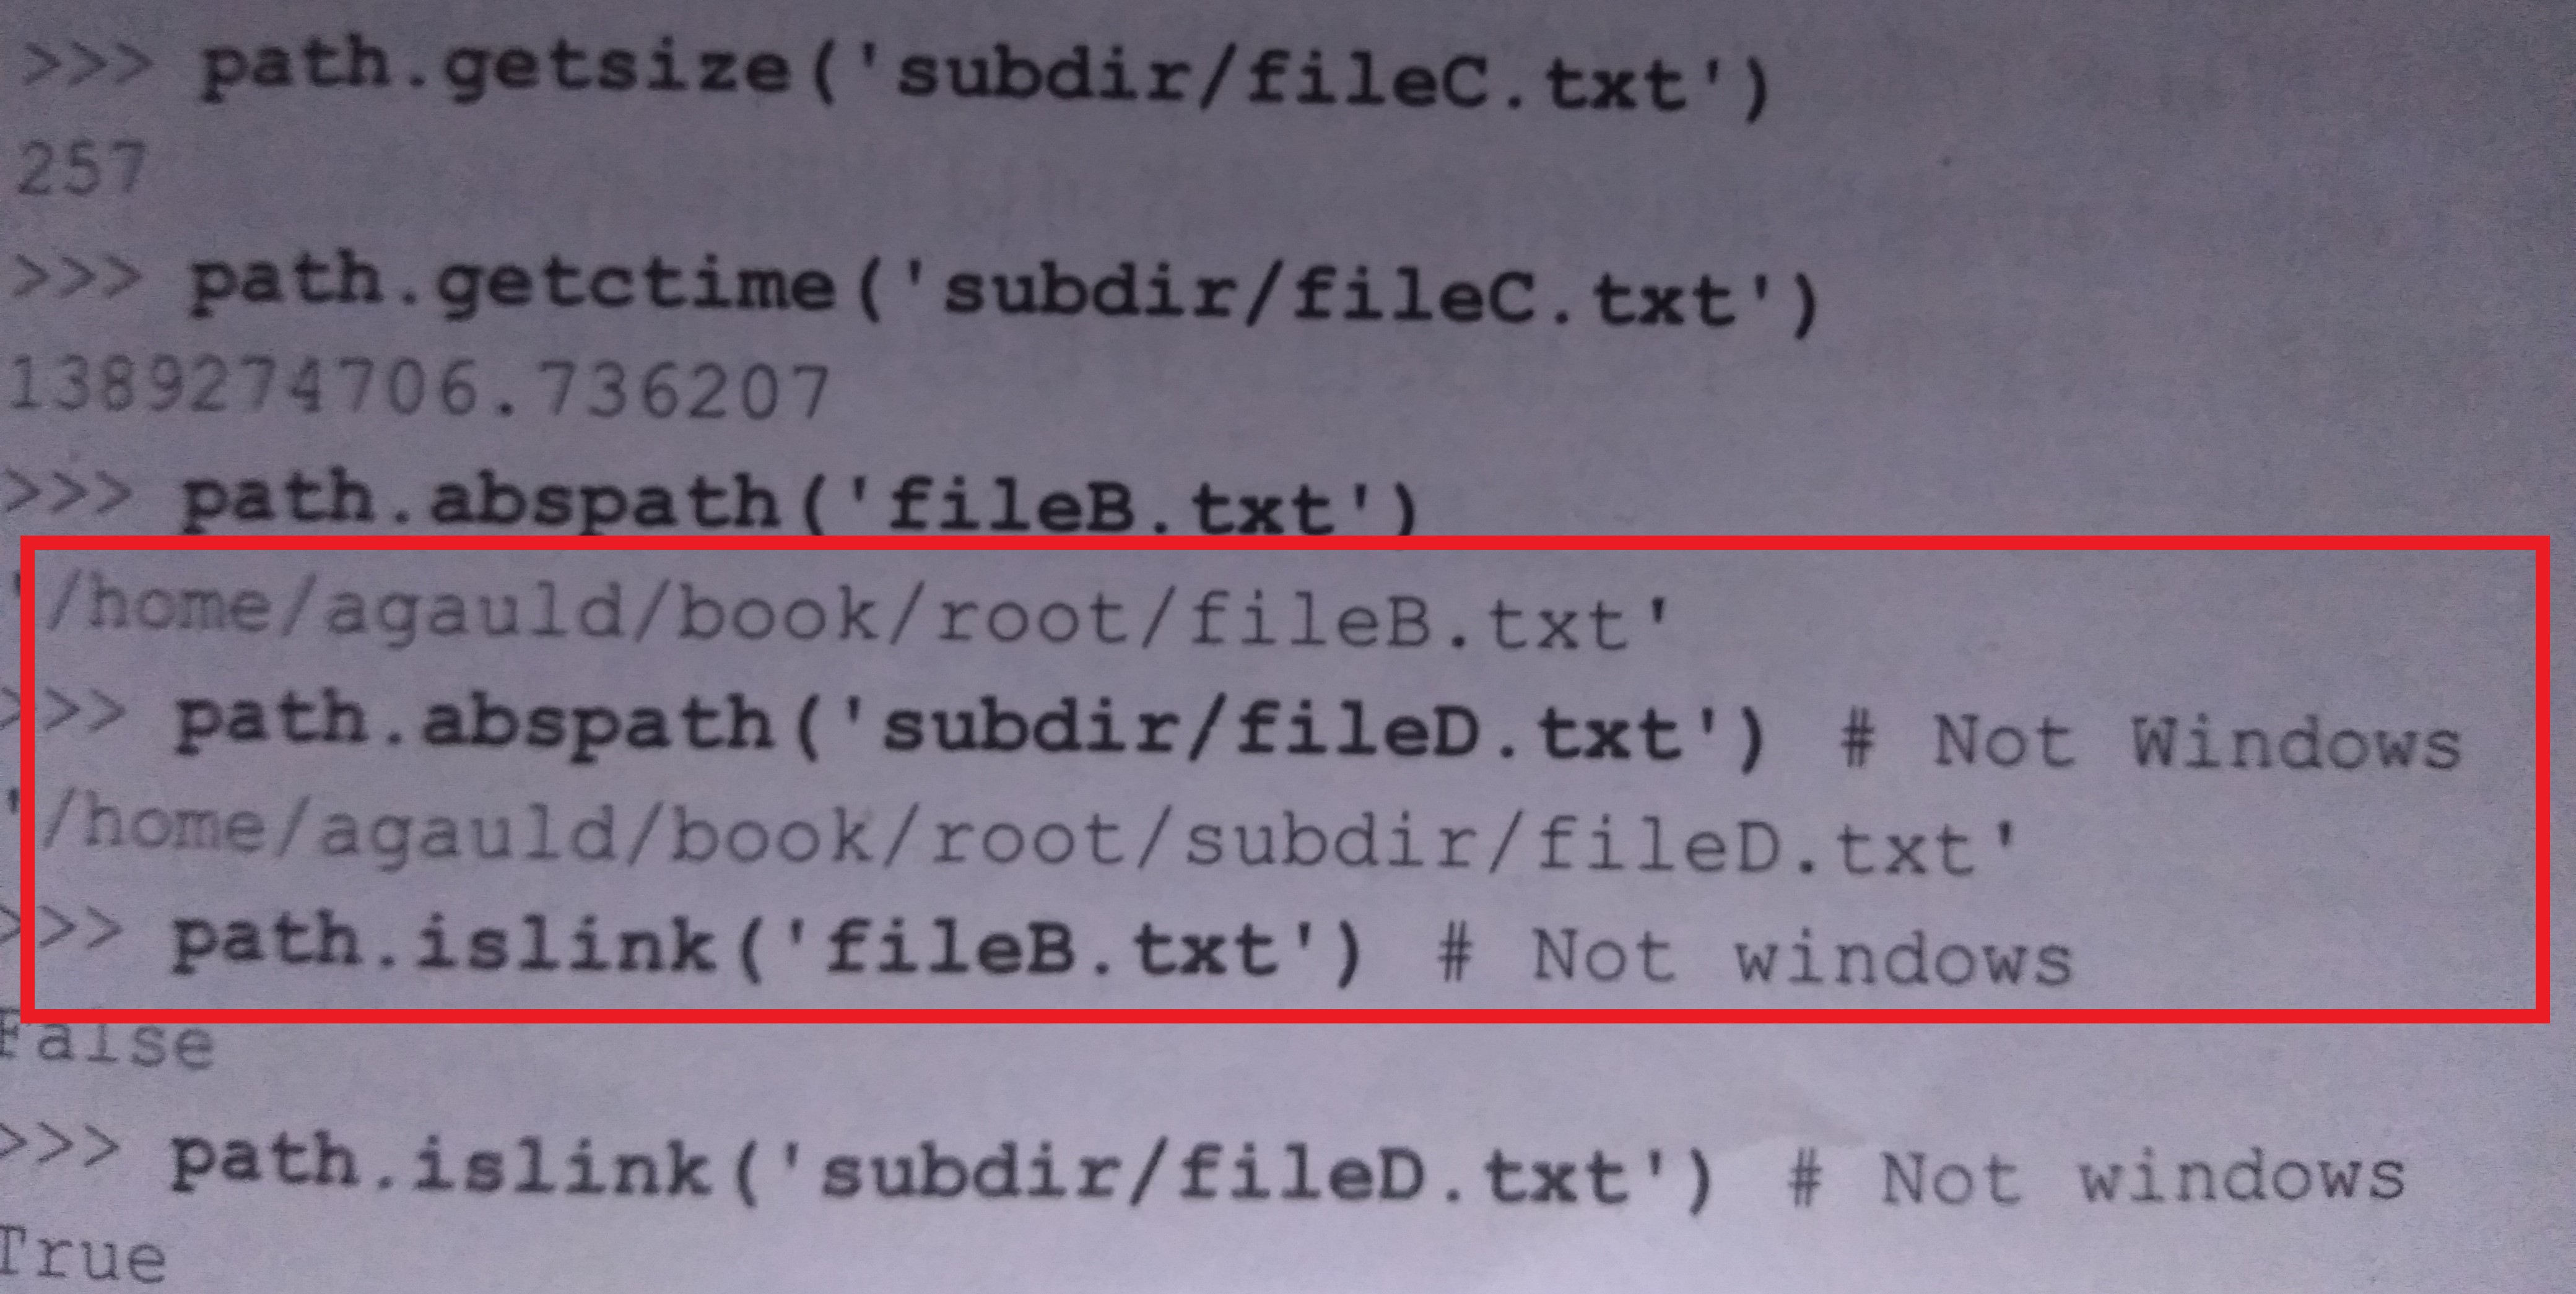 >>> path.getsize('subdir/fileC.txt')
257
>>> path.getctime('subdir/fileC.txt')
1389274706.736207
>>> path.abspath('fileB.txt')
'/home/agauld/book/root/fileB.txt'
>>> path.abspath('subdir/fileD.txt') # Not Windows
'/home/agauld/book/root/subdir/fileD.txt'
>>> path.islink('fileB.txt') # Not windows
False
>>> path.islink('subdir/fileD.txt') # Not windows
True